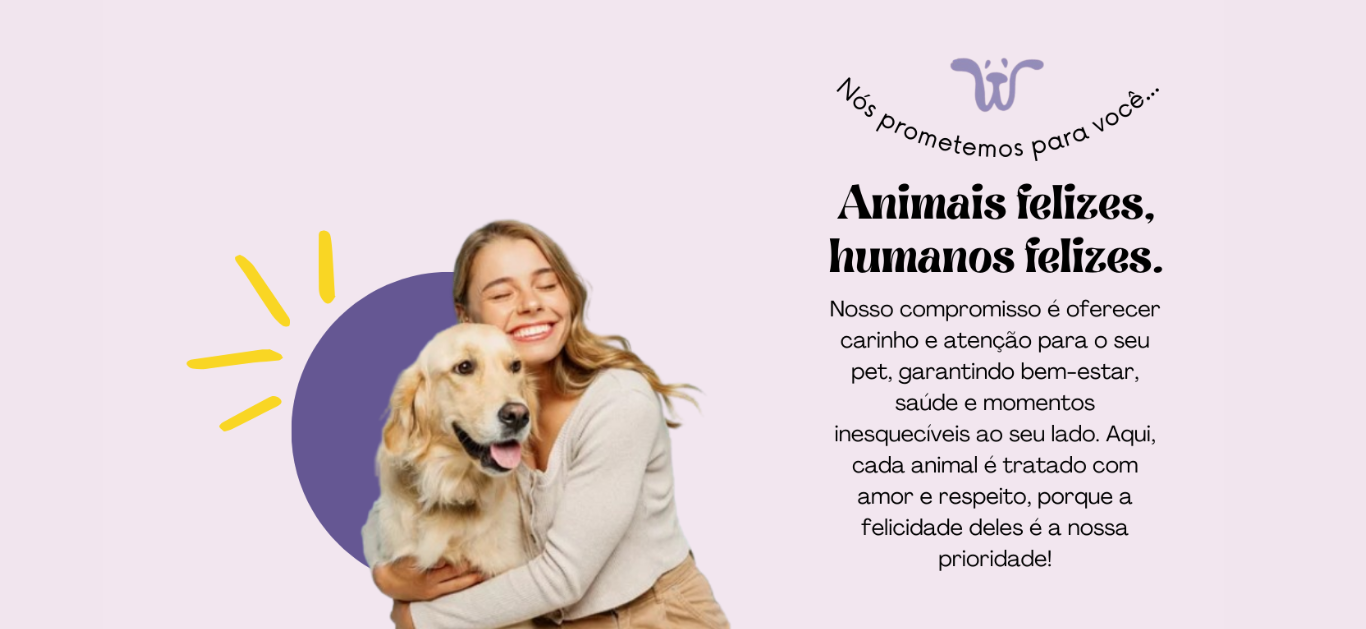 Nós prometemos para você...
Animais felizes,
humanos felizes.
Nosso compromisso é oferecer
carinho e atenção para o seu
pet, garantindo bem-estar,
saúde e momentos
inesquecíveis ao seu lado. Aqui,
cada animal é tratado com
amor e respeito, porque a
felicidade deles é a nossa
prioridade!